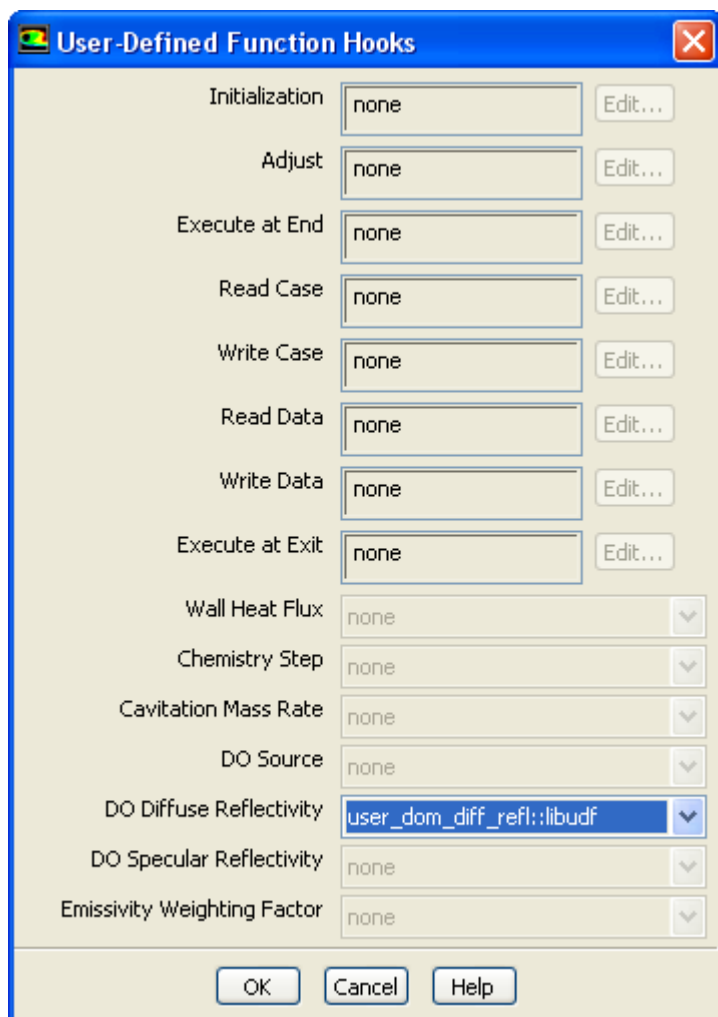 User-Defined Function Hooks
Initialization none Edit...
Adjust none Edit...
Execute at End none Edit...
Read Case none Edit...
Write Case none Edit...
Read Data none Edit...
Write Data none Edit...
Execute at Exit none Edit...
Wall Heat Flux none
Chemistry Step none
Cavitation Mass Rate none
DO Source none
DO Diffuse Reflectivity user_dom_diff_refl::libudf
DO Specular Reflectivity none
Emissivity Weighting Factor none
OK Cancel Help